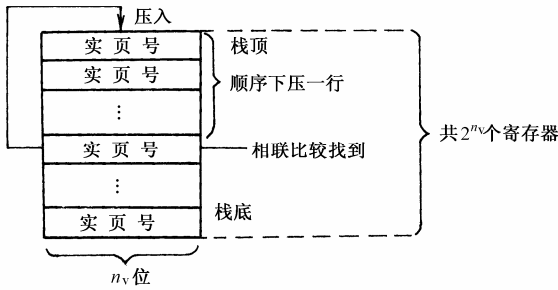 压入
实页号
栈顶
实页号
顺序下压一行
⋮
实页号
相联比较找到
共2^{n_v}个寄存器
⋮
实页号
栈底
n_v位